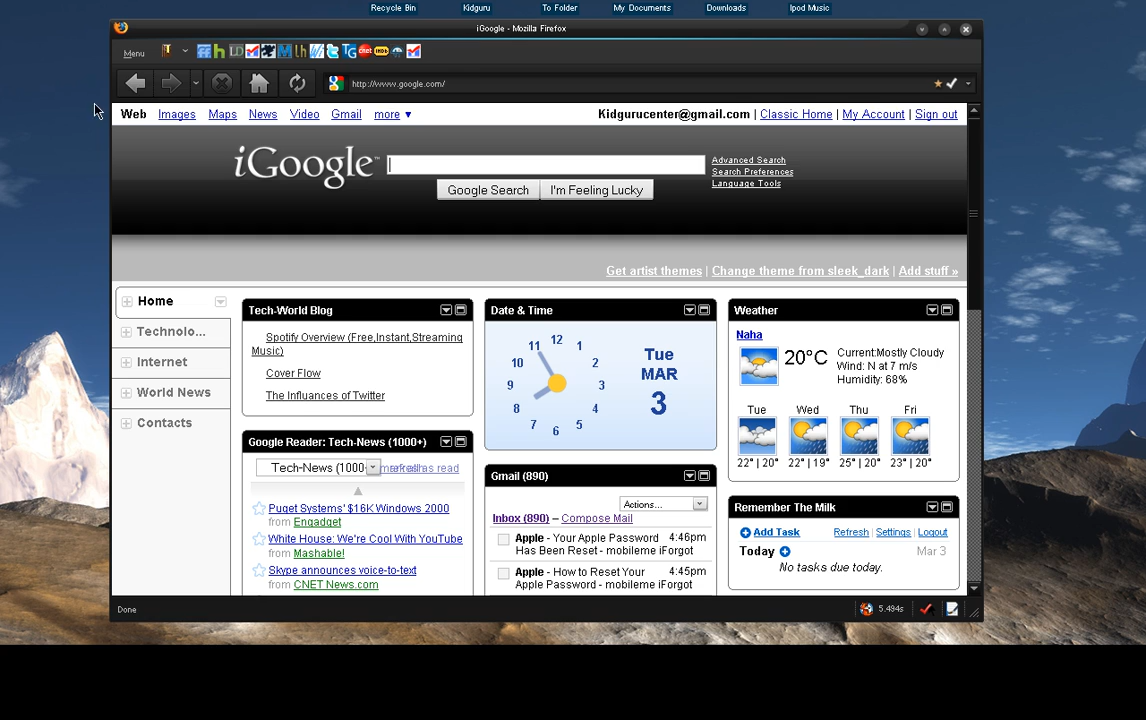 Recycle Bin Kidguru To Folder My Documents Downloads Ipod Music
iGoogle - Mozilla Firefox
Menu
http://www.google.com/
Web Images Maps News Video Gmail more ▼ Kidgurucenter@gmail.com | Classic Home | My Account | Sign out
iGoogle™
Advanced Search
Search Preferences
Language Tools
Google Search I'm Feeling Lucky
Get artist themes | Change theme from sleek_dark | Add stuff »
Home
Technolo...
Internet
World News
Contacts
Tech-World Blog
Spotify Overview (Free,Instant,Streaming
Music)
Cover Flow
The Influences of Twitter
Google Reader: Tech-News (1000+)
Tech-News (1000+
Puget Systems' $16K Windows 2000
from Engadget
White House: We're Cool With YouTube
from Mashable!
Skype announces voice-to-text
from CNET News.com
Date & Time
12
11 1
10 2
9 3
8 4
7 5
6
Tue
MAR
3
Gmail (890)
Actions...
Inbox (890) – Compose Mail
Apple - Your Apple Password 4:46pm
Has Been Reset - mobileme iForgot
Apple - How to Reset Your 4:45pm
Apple Password - mobileme iForgot
Weather
Naha
20°C
Current:Mostly Cloudy
Wind: N at 7 m/s
Humidity: 68%
Tue Wed Thu Fri
22° | 20° 22° | 19° 25° | 20° 23° | 20°
Remember The Milk
Add Task Refresh | Settings | Logout
Today Mar 3
No tasks due today.
Done 5.494s